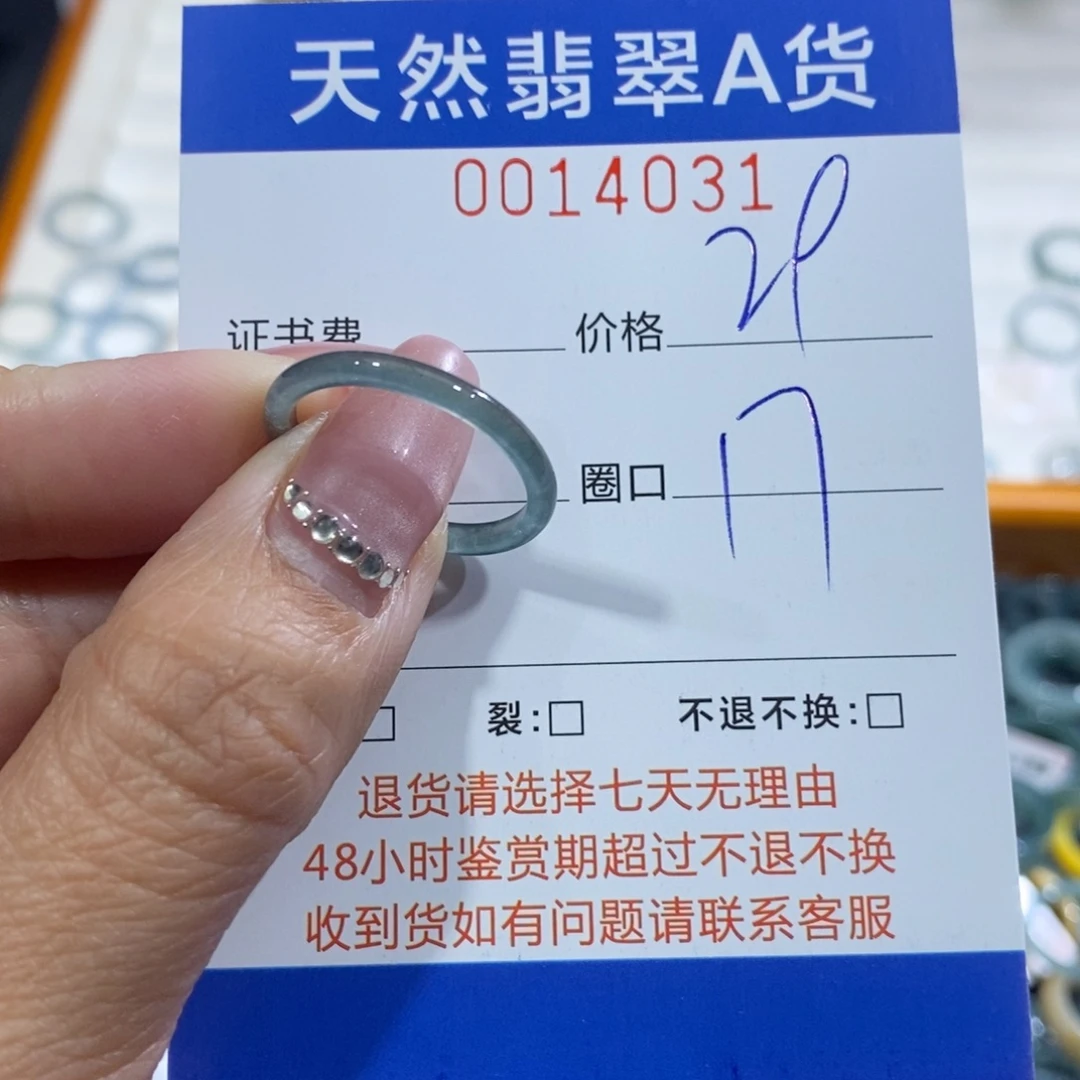 天然翡翠A货
0014031
证书费 价格 29
圈口 17
裂:□ 不退不换:□
退货请选择七天无理由
48小时鉴赏期超过不退不换
收到货如有问题请联系客服